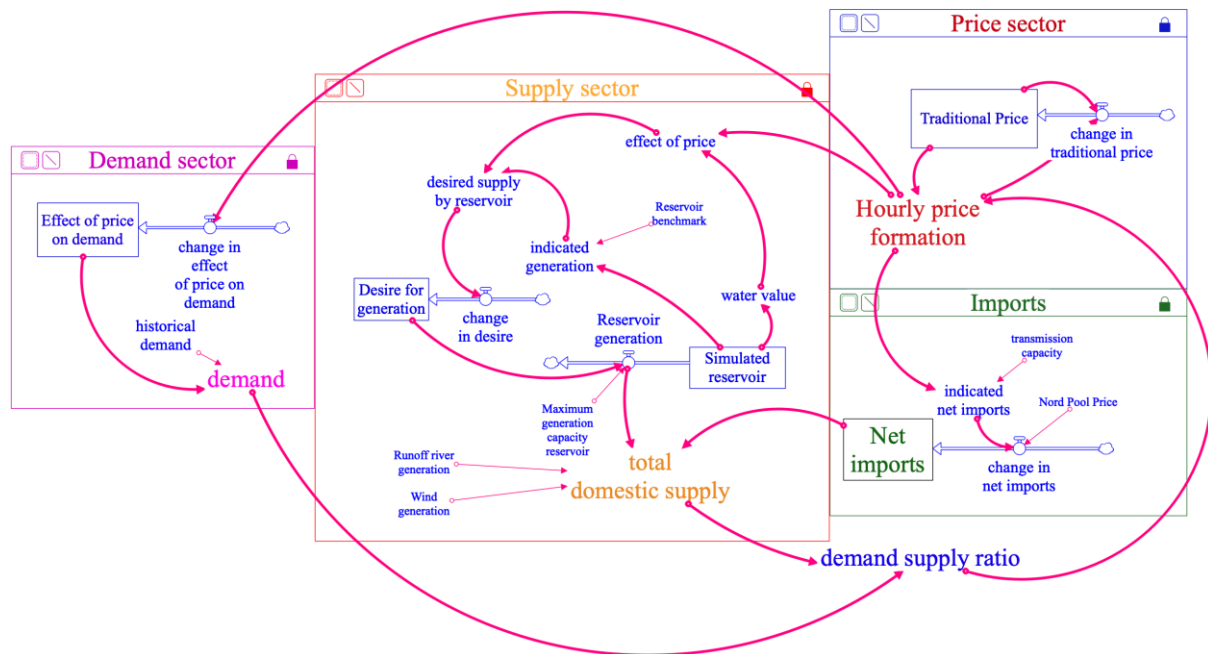 Price sector
Traditional Price
change in
traditional price
Hourly price
formation
Supply sector
effect of price
desired supply
by reservoir
Reservoir
benchmark
indicated
generation
Desire for
generation
change
in desire
water value
Reservoir
generation
Simulated
reservoir
Maximum
generation
capacity
reservoir
Runoff river
generation
Wind
generation
total
domestic supply
Demand sector
Effect of price
on demand
change in
effect
of price on
demand
historical
demand
demand
Imports
transmission
capacity
indicated
net imports
Nord Pool Price
Net
imports
change in
net imports
demand supply ratio